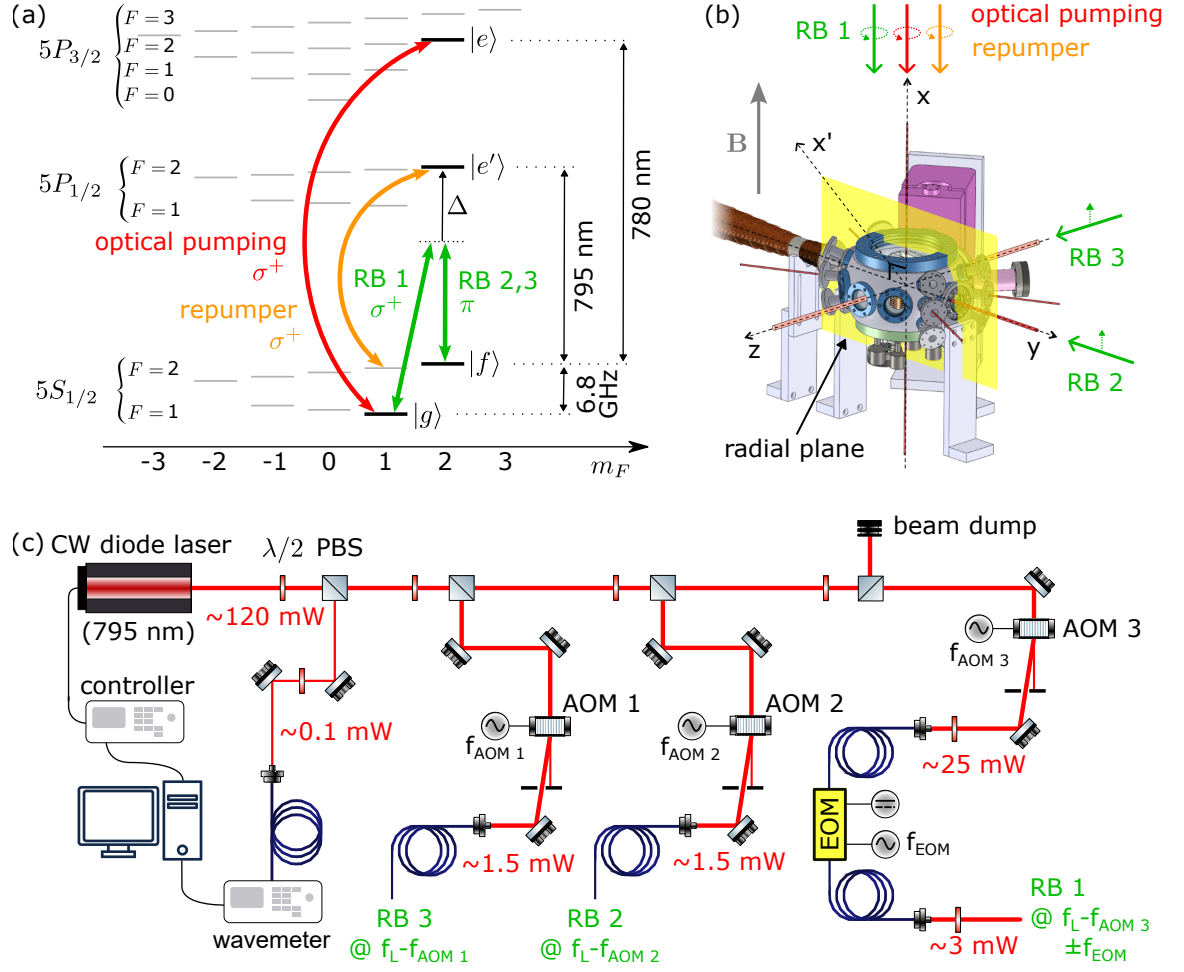 (a)
5P3/2
F = 3
F = 2
F = 1
F = 0
|e⟩
5P1/2
F = 2
F = 1
|e'⟩
Δ
optical pumping
σ+
repumper
σ+
RB 1
σ+
RB 2,3
π
795 nm
780 nm
5S1/2
F = 2
F = 1
|f⟩
|g⟩
6.8
GHz
-3 -2 -1 0 1 2 3 mF
(b)
RB 1
optical pumping
repumper
B
x
x'
RB 3
z
y
RB 2
radial plane
(c)
CW diode laser
(795 nm)
λ/2 PBS
~120 mW
beam dump
controller
~0.1 mW
wavemeter
AOM 1
fAOM 1
~1.5 mW
RB 3
@ fL-fAOM 1
AOM 2
fAOM 2
~1.5 mW
RB 2
@ fL-fAOM 2
AOM 3
fAOM 3
~25 mW
EOM
fEOM
~3 mW
RB 1
@ fL-fAOM 3
±fEOM